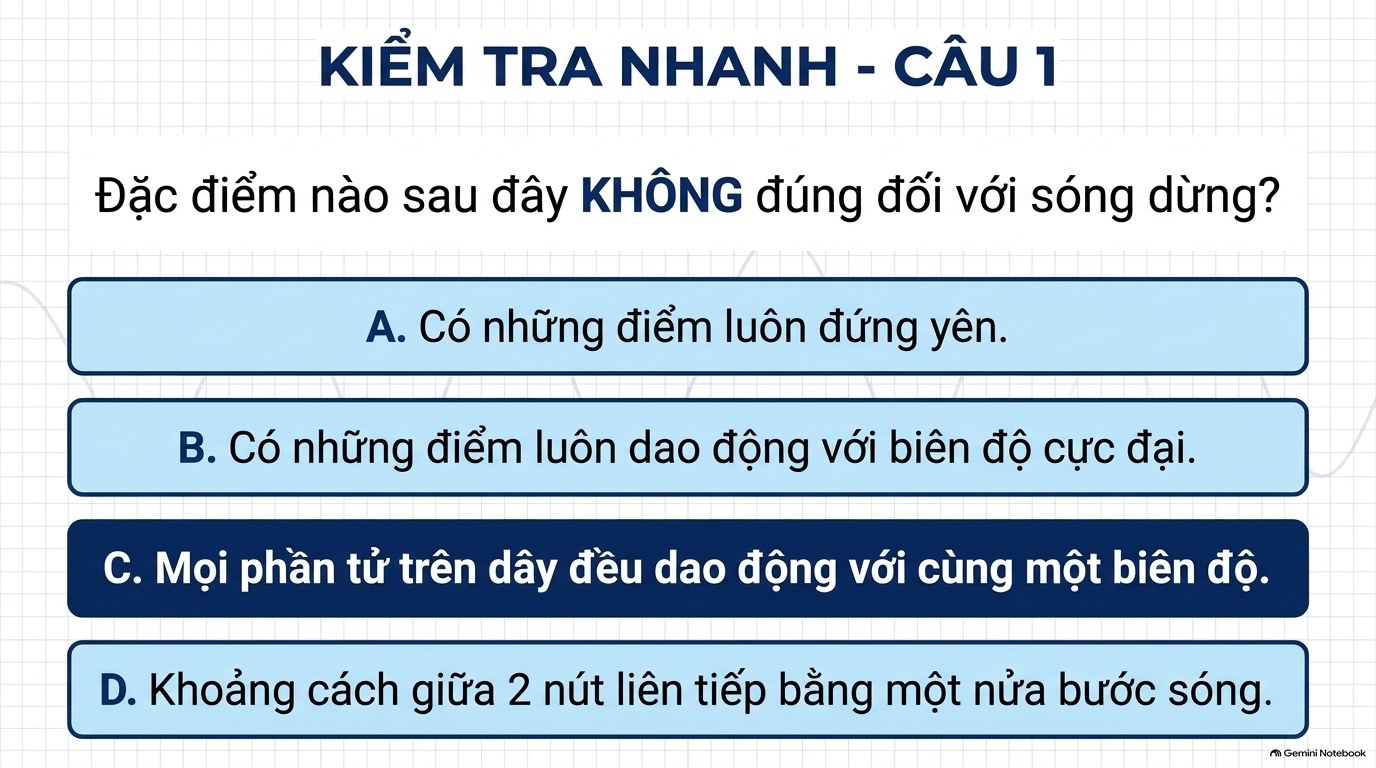 KIỂM TRA NHANH - CÂU 1
Đặc điểm nào sau đây KHÔNG đúng đối với sóng dừng?
A. Có những điểm luôn đứng yên.
B. Có những điểm luôn dao động với biên độ cực đại.
C. Mọi phần tử trên dây đều dao động với cùng một biên độ.
D. Khoảng cách giữa 2 nút liên tiếp bằng một nửa bước sóng.
Gemini Notebook